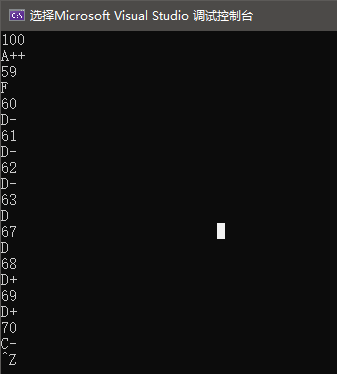 C:\ 选择Microsoft Visual Studio 调试控制台
100
A++
59
F
60
D-
61
D-
62
D-
63
D
67
D
68
D+
69
D+
70
C-
^Z